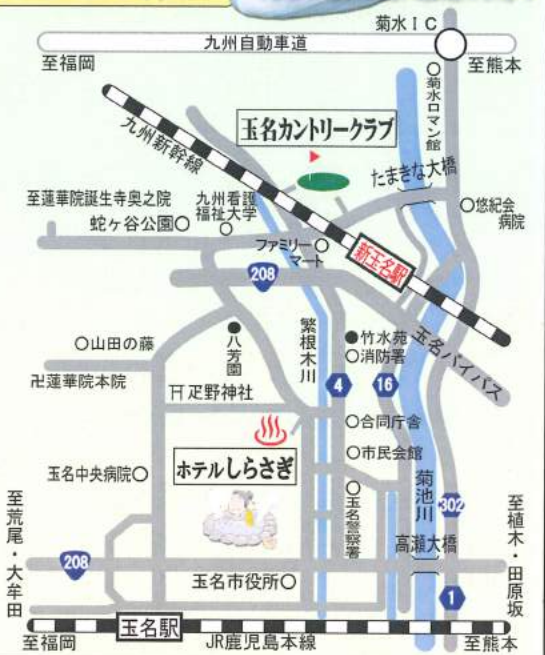 菊水IC
九州自動車道
至福岡
至熊本
菊水ロマン館
玉名カントリークラブ
九州新幹線
たまきな大橋
至蓮華院誕生寺奥之院
九州看護
福祉大学
悠紀会
病院
蛇ヶ谷公園
ファミリー
マート
新玉名駅
208
山田の藤
八芳園
繁根木川
竹水苑
消防署
玉名バイパス
卍蓮華院本院
疋野神社
4
16
合同庁舎
市民会館
ホテルしらさぎ
玉名中央病院
玉名警察署
菊池川
302
至荒尾・大牟田
至植木・田原坂
208
高瀬大橋
玉名市役所
1
玉名駅
至福岡
JR鹿児島本線
至熊本